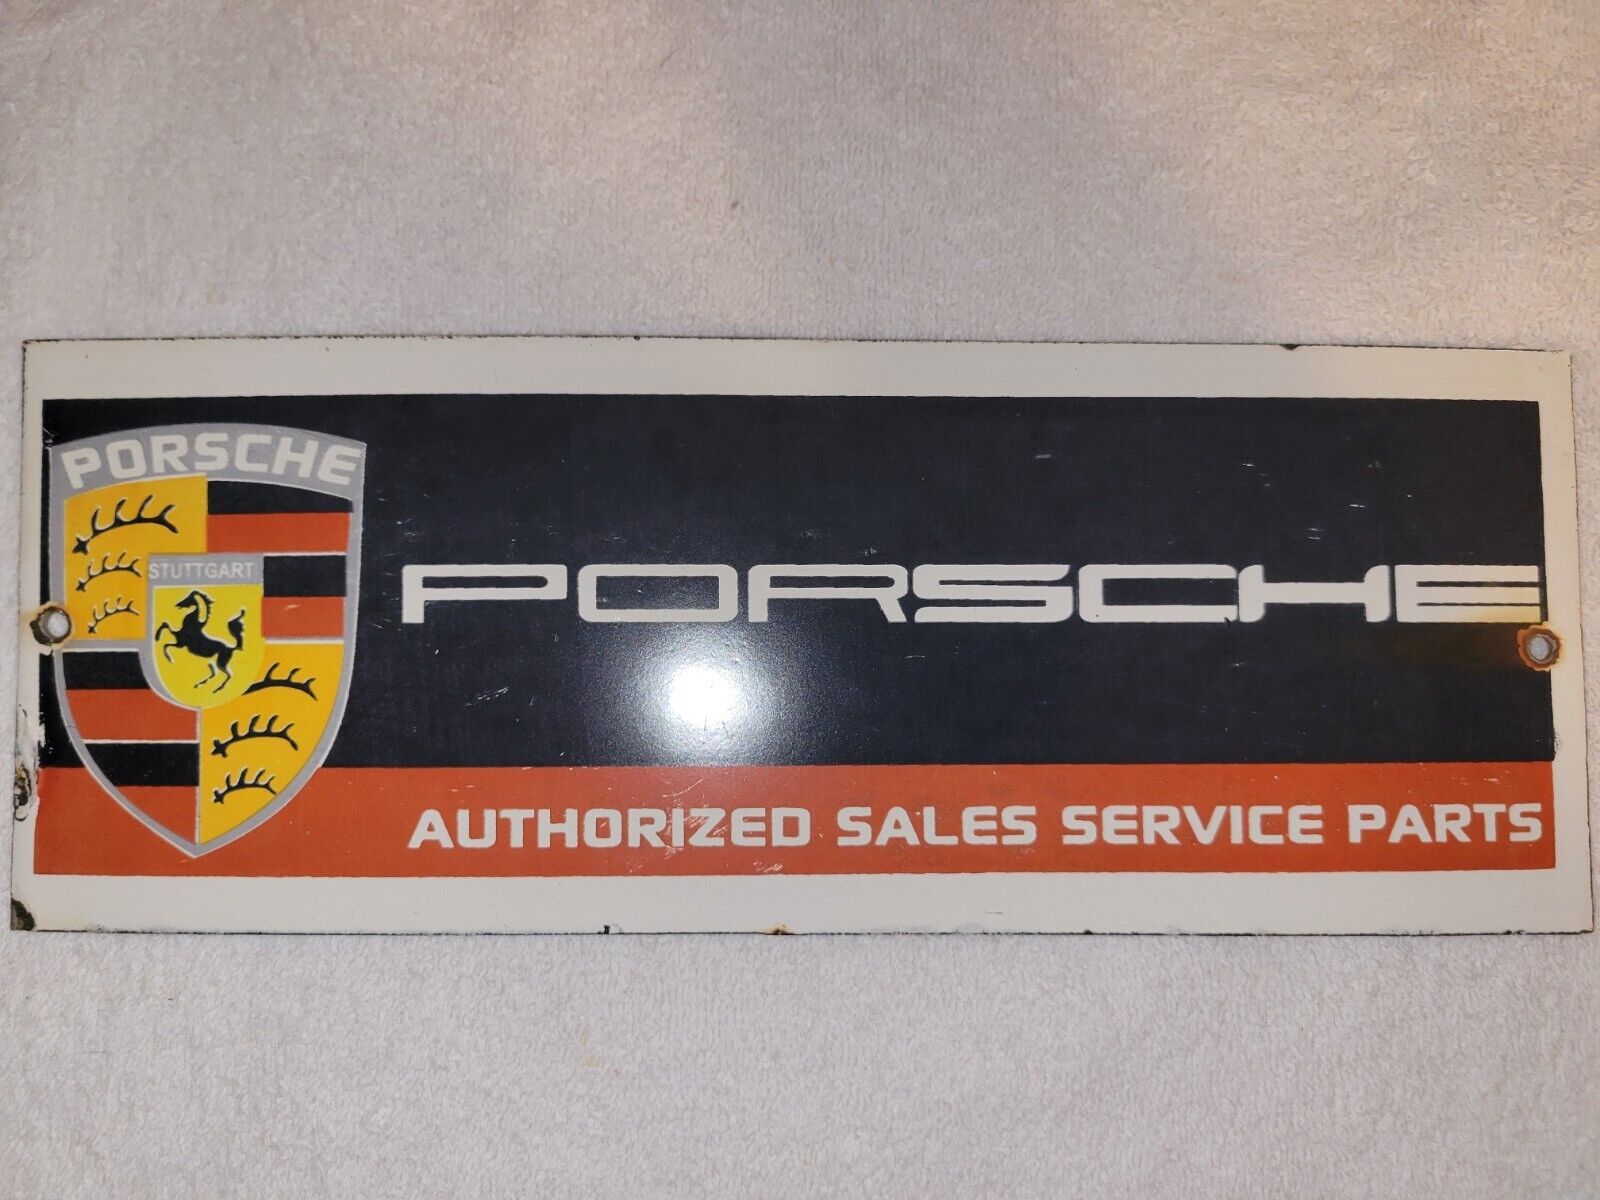 PORSCHE
STUTTGART
PORSCHE
AUTHORIZED SALES SERVICE PARTS